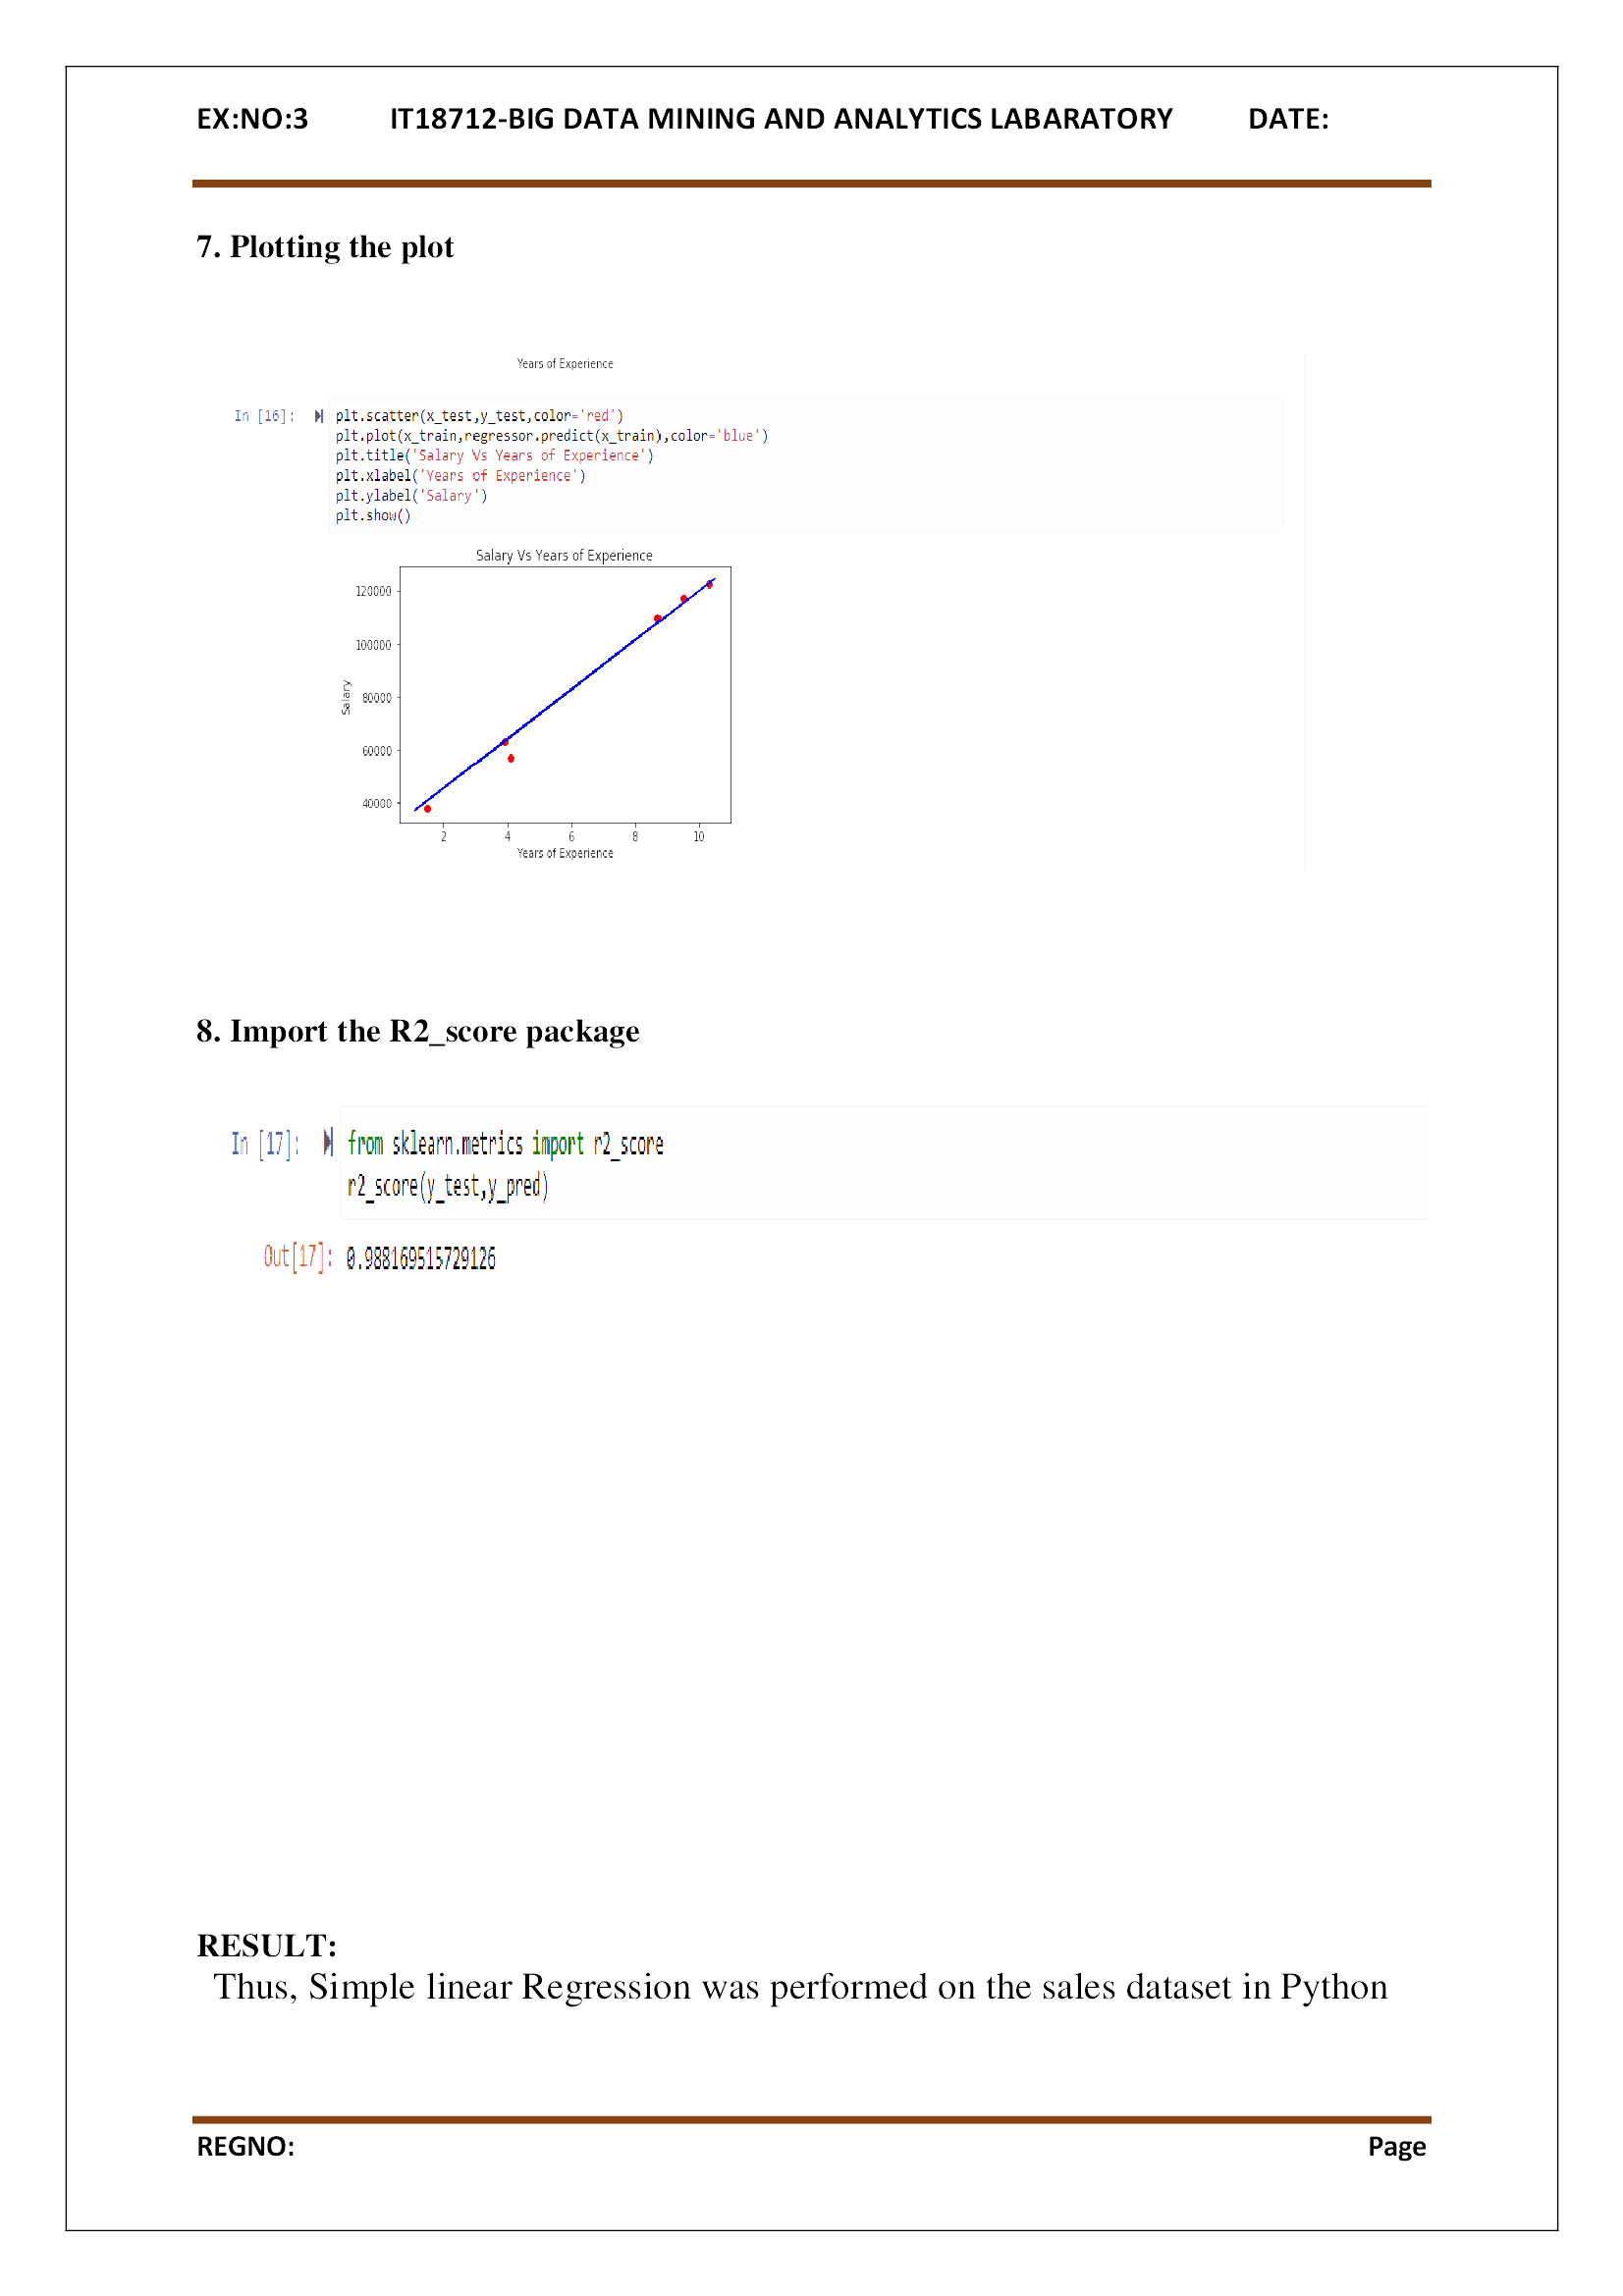 EX:NO:3 IT18712-BIG DATA MINING AND ANALYTICS LABARATORY DATE:
7. Plotting the plot
Years of Experience
In [16]: plt.scatter(x_test,y_test,color='red')
plt.plot(x_train,regressor.predict(x_train),color='blue')
plt.title('Salary Vs Years of Experience')
plt.xlabel('Years of Experience')
plt.ylabel('Salary')
plt.show()
Salary Vs Years of Experience
120000
100000
80000
60000
40000
Salary
2 4 6 8 10
Years of Experience
8. Import the R2_score package
In [17]: from sklearn.metrics import r2_score
r2_score(y_test,y_pred)
Out[17]: 0.988169515729126
RESULT:
Thus, Simple linear Regression was performed on the sales dataset in Python
REGNO: Page